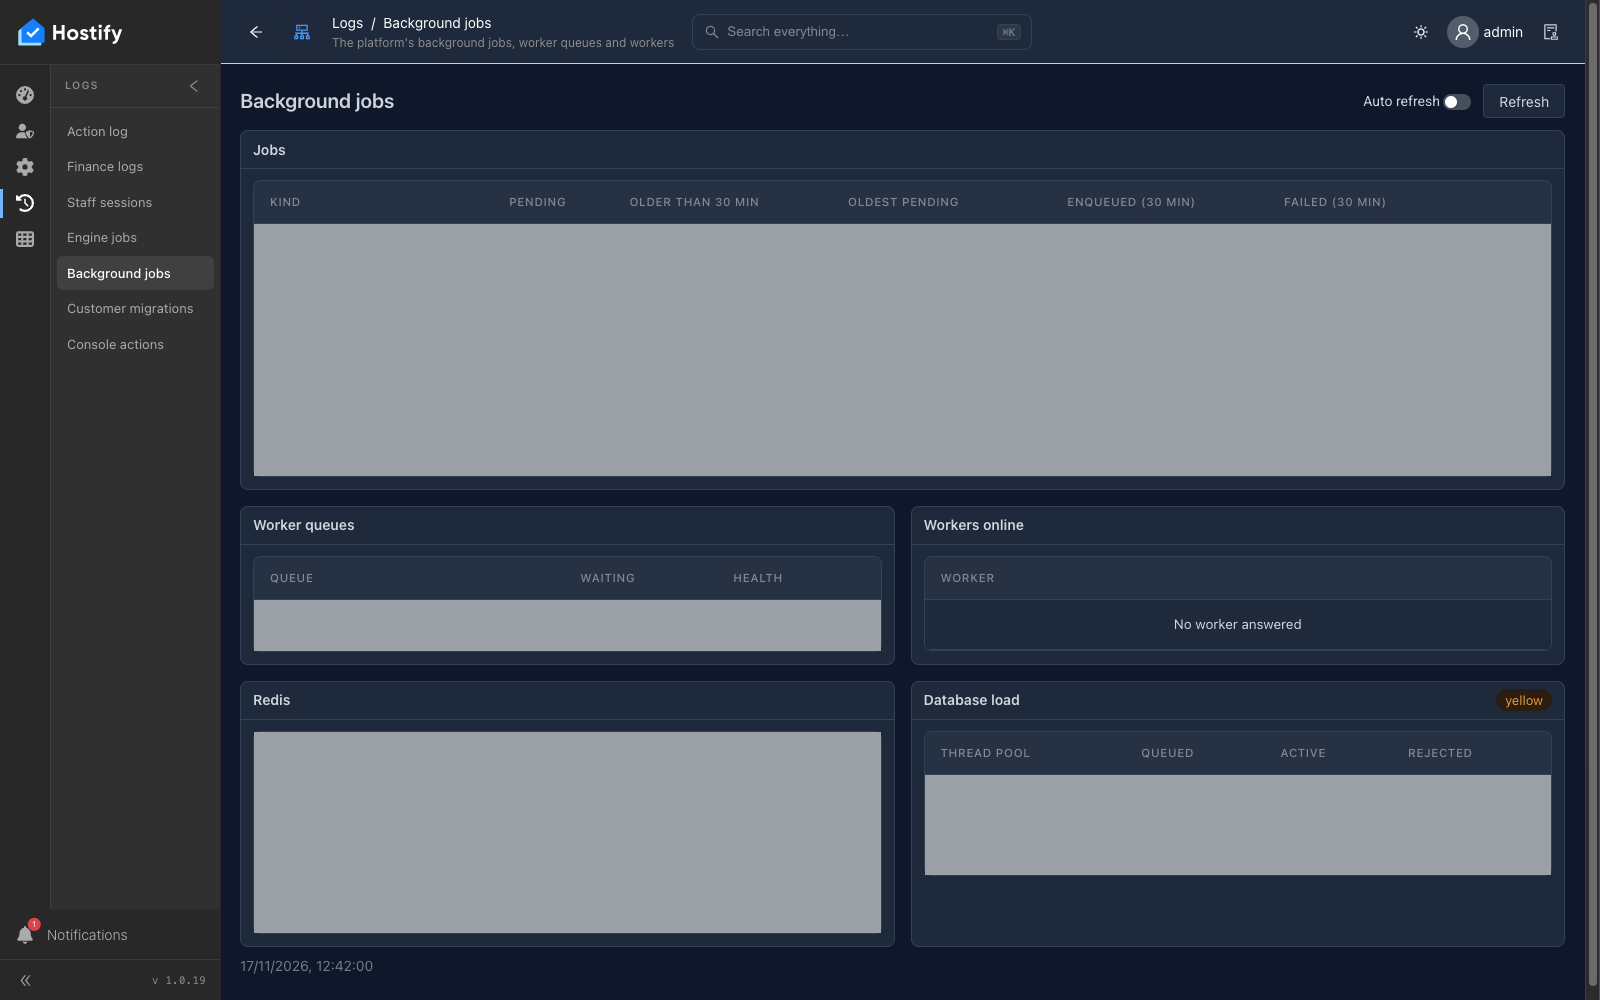 Hostify
Logs / Background jobs
The platform's background jobs, worker queues and workers
Search everything...
⌘K
admin
LOGS
Action log
Finance logs
Staff sessions
Engine jobs
Background jobs
Customer migrations
Console actions
1
Notifications
v 1.0.19
Background jobs
Auto refresh
Refresh
Jobs
KIND PENDING OLDER THAN 30 MIN OLDEST PENDING ENQUEUED (30 MIN) FAILED (30 MIN)
Worker queues
QUEUE WAITING HEALTH
Workers online
WORKER
No worker answered
Redis
Database load
yellow
THREAD POOL QUEUED ACTIVE REJECTED
17/11/2026, 12:42:00